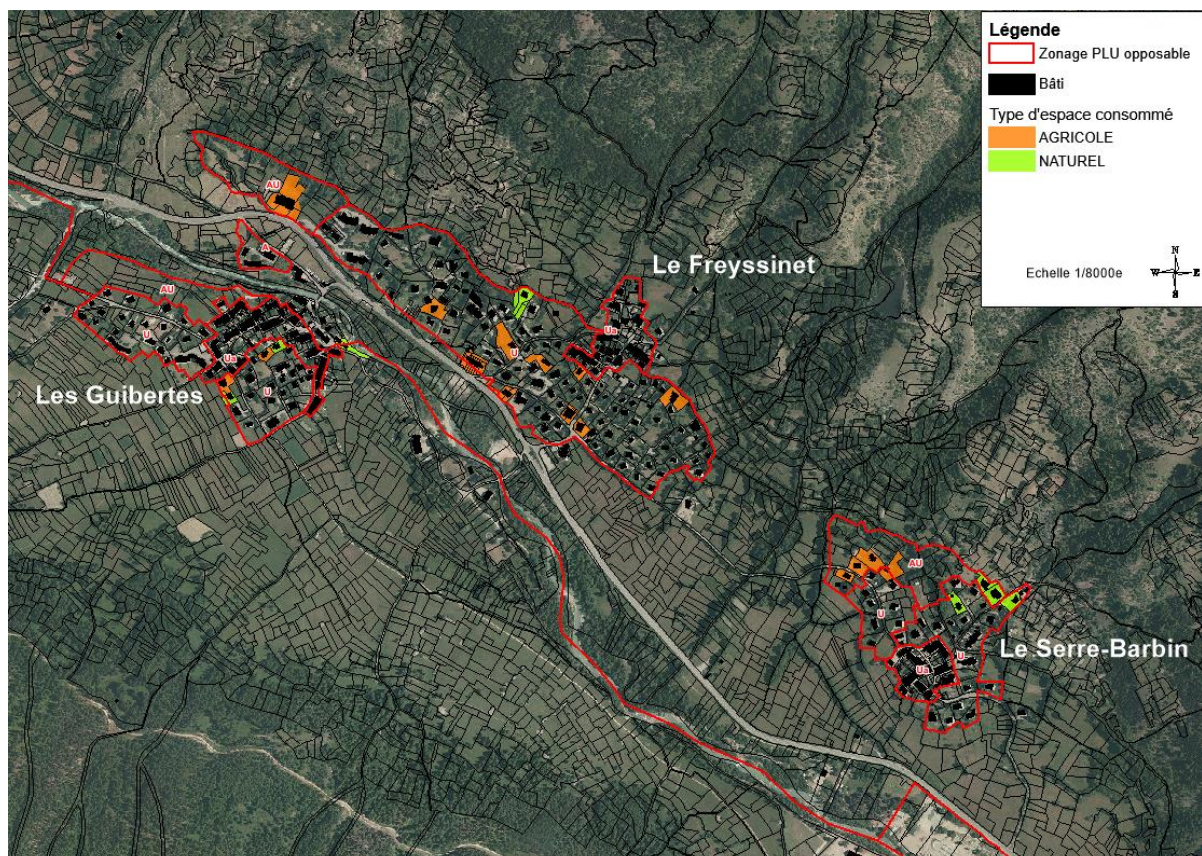 Légende
Zonage PLU opposable
Bâti
Type d'espace consommé
AGRICOLE
NATUREL
Echelle 1/8000e
N
W E
S
AU
A
Le Freyssinet
AU
U
Ua
Ua
U
U
Les Guibertes
AU
U
U
Le Serre-Barbin
Ua